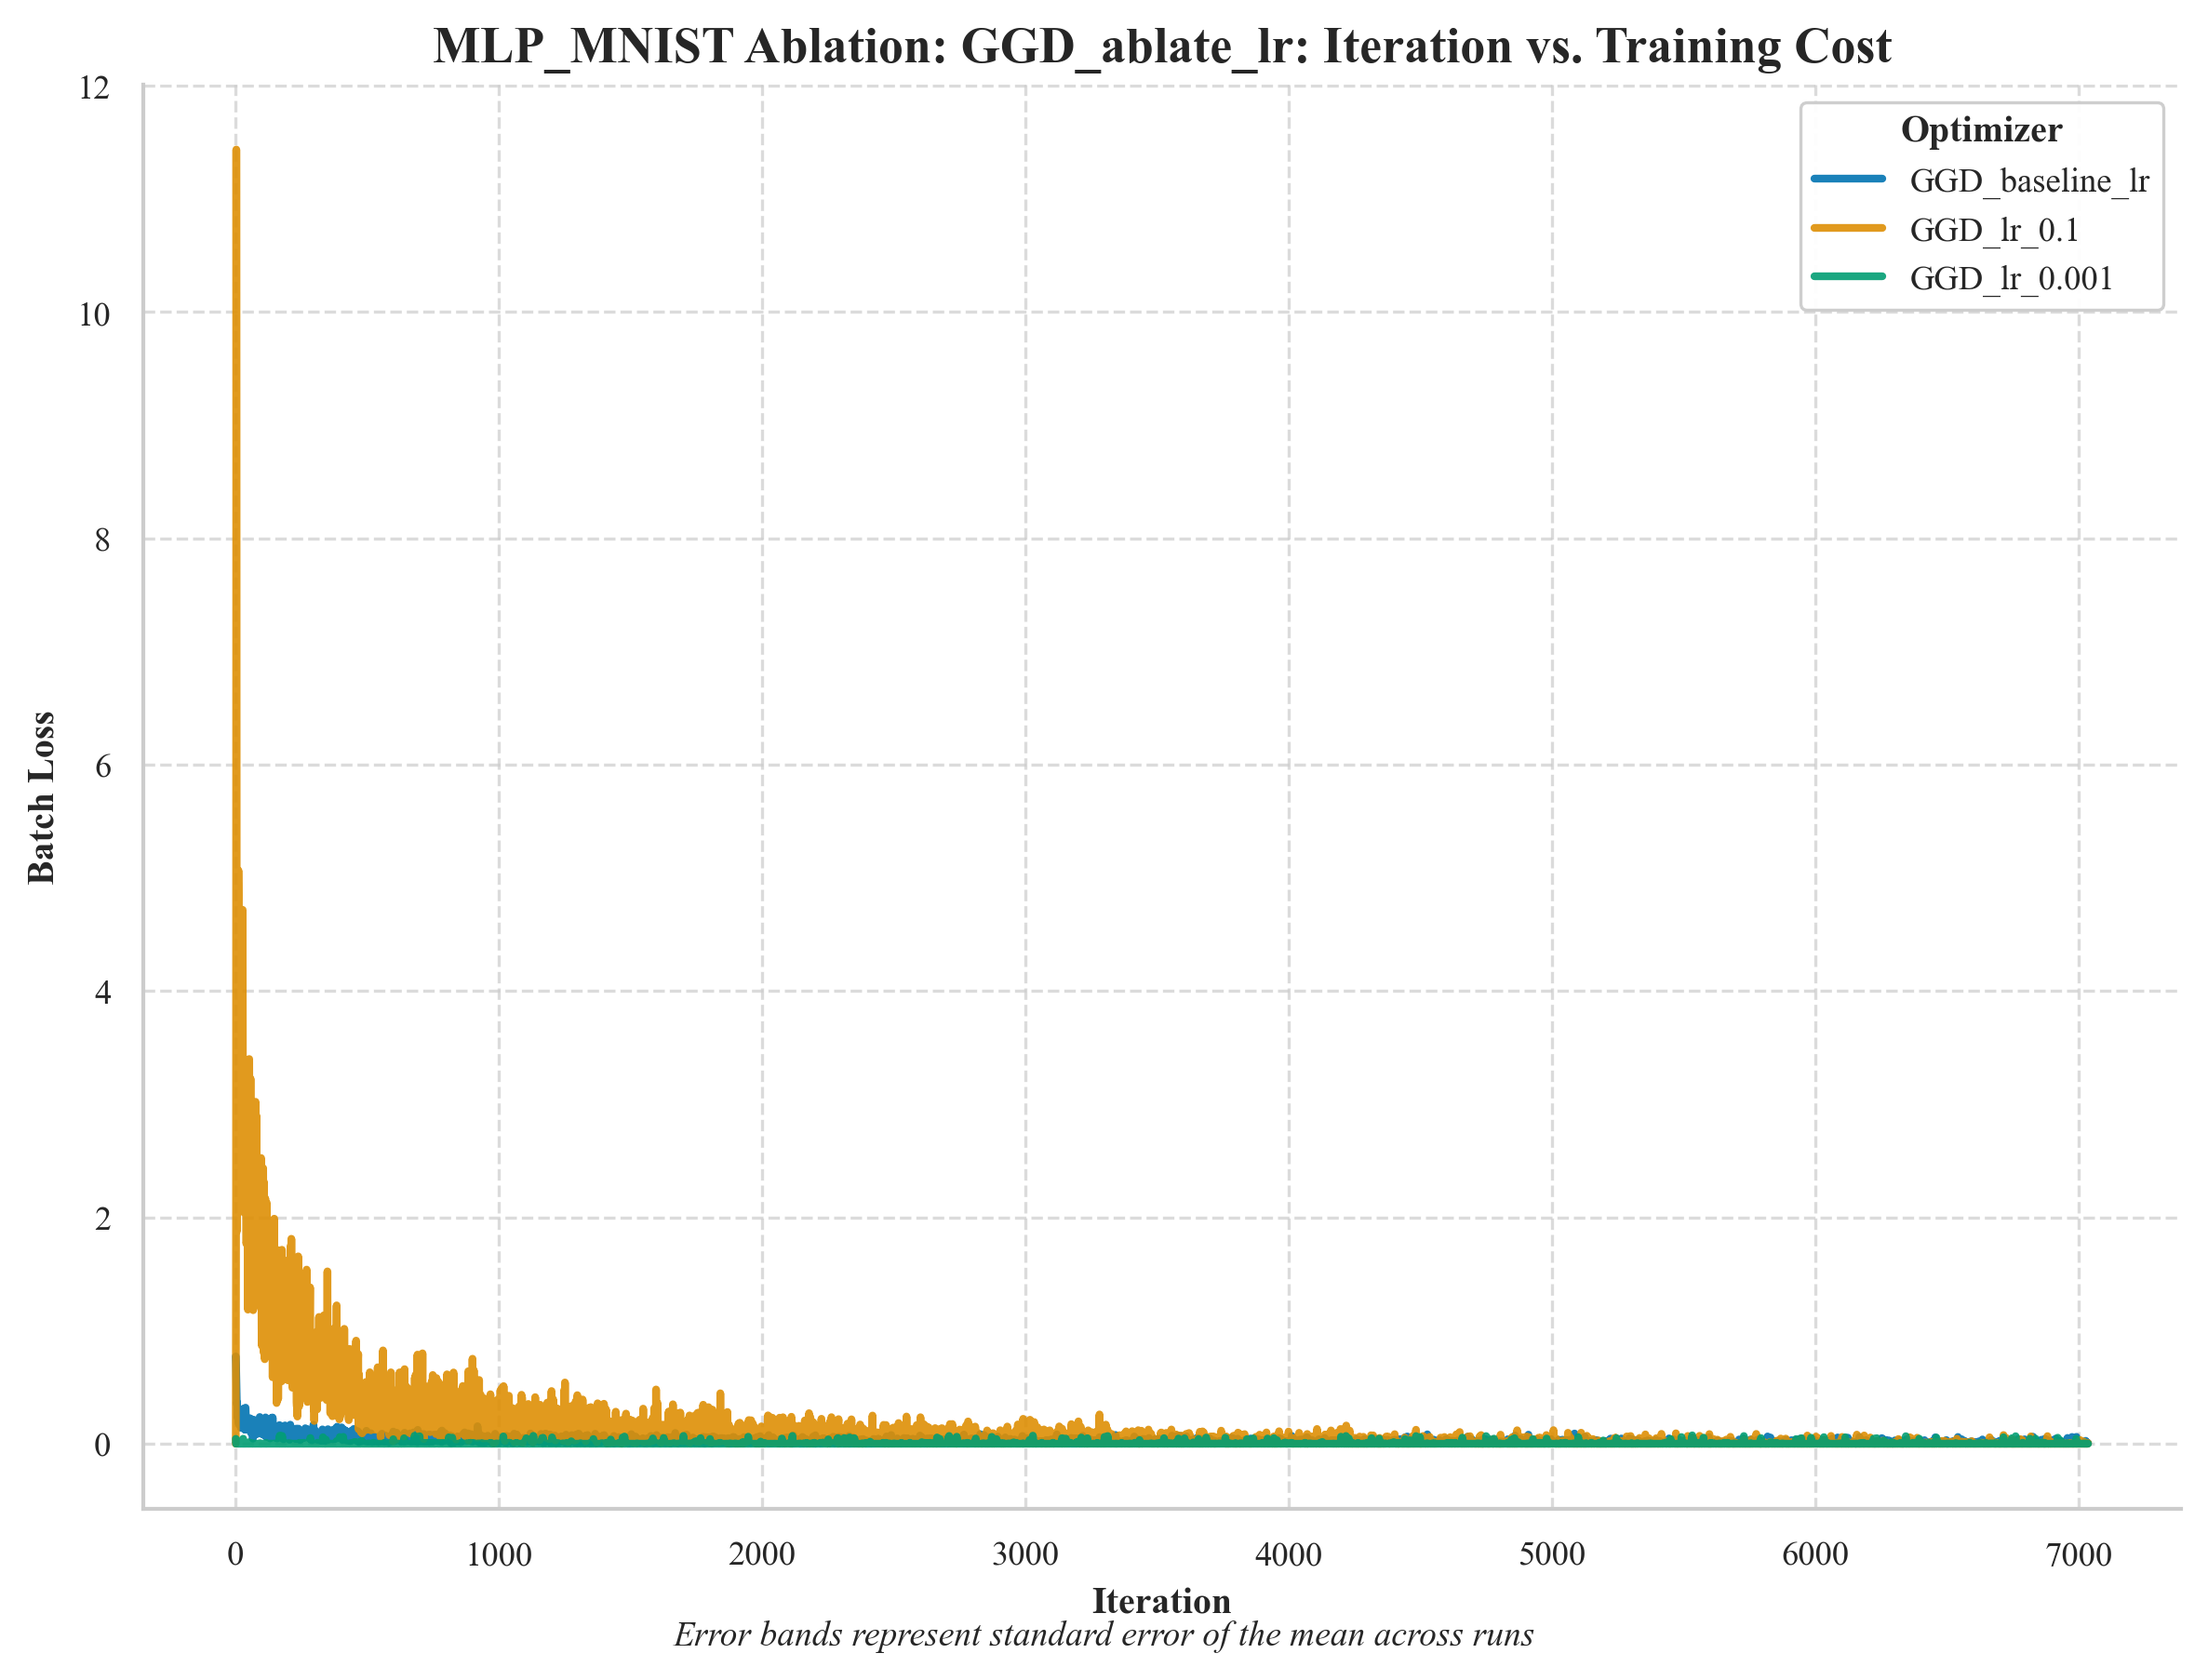 MLP_MNIST Ablation: GGD_ablate_lr: Iteration vs. Training Cost
12
10
8
6
4
2
0
Batch Loss
Optimizer
GGD_baseline_lr
GGD_lr_0.1
GGD_lr_0.001
0 1000 2000 3000 4000 5000 6000 7000
Iteration
Error bands represent standard error of the mean across runs